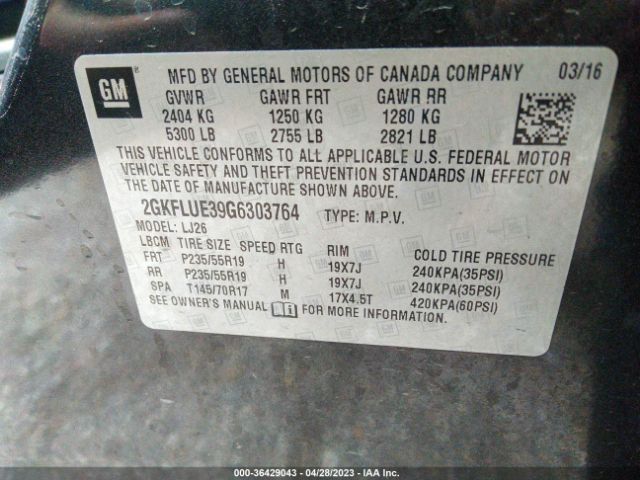 GM ®
MFD BY GENERAL MOTORS OF CANADA COMPANY 03/16
GVWR GAWR FRT GAWR RR
2404 KG 1250 KG 1280 KG
5300 LB 2755 LB 2821 LB
THIS VEHICLE CONFORMS TO ALL APPLICABLE U.S. FEDERAL MOTOR
VEHICLE SAFETY AND THEFT PREVENTION STANDARDS IN EFFECT ON
THE DATE OF MANUFACTURE SHOWN ABOVE.
2GKFLUE39G6303764 TYPE: M.P.V.
MODEL: LJ26
LBCM TIRE SIZE SPEED RTG RIM COLD TIRE PRESSURE
FRT P235/55R19 H 19X7J 240KPA(35PSI)
RR P235/55R19 H 19X7J 240KPA(35PSI)
SPA T145/70R17 M 17X4.5T 420KPA(60PSI)
SEE OWNER'S MANUAL FOR MORE INFORMATION.
000-36429043 / 04/28/2023 - IAA Inc.